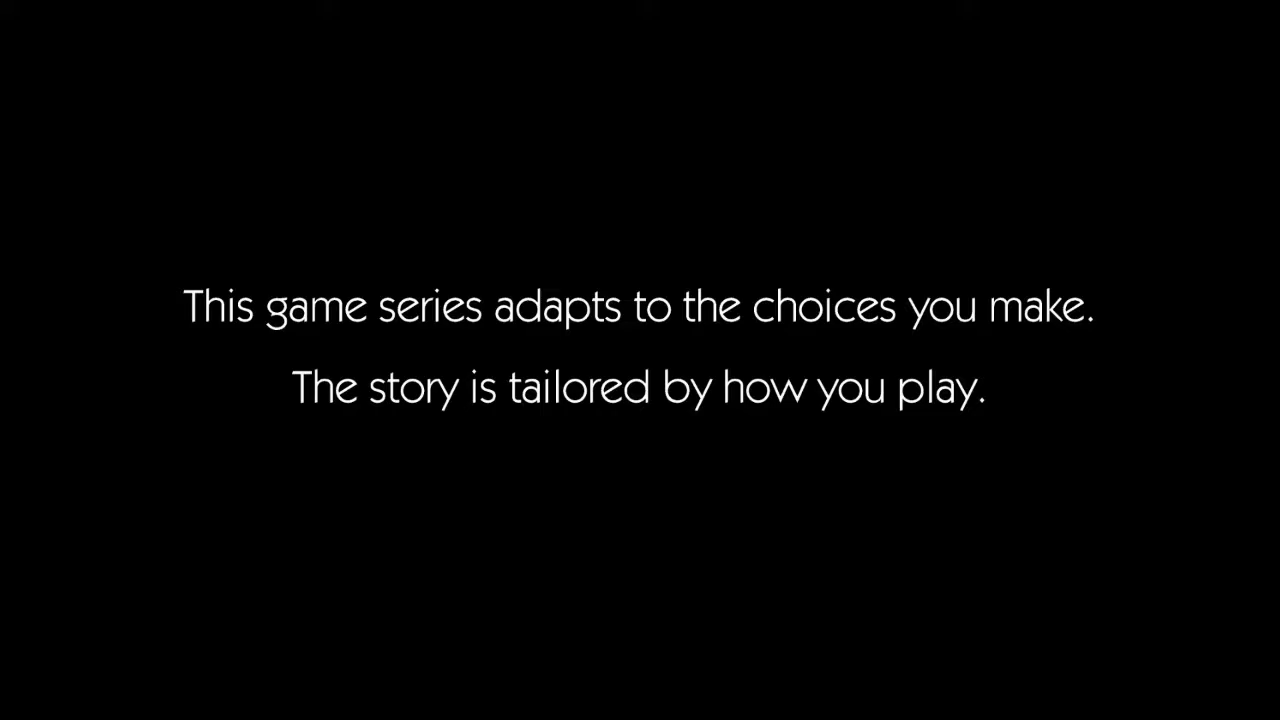 This game series adapts to the choices you make.
The story is tailored by how you play.